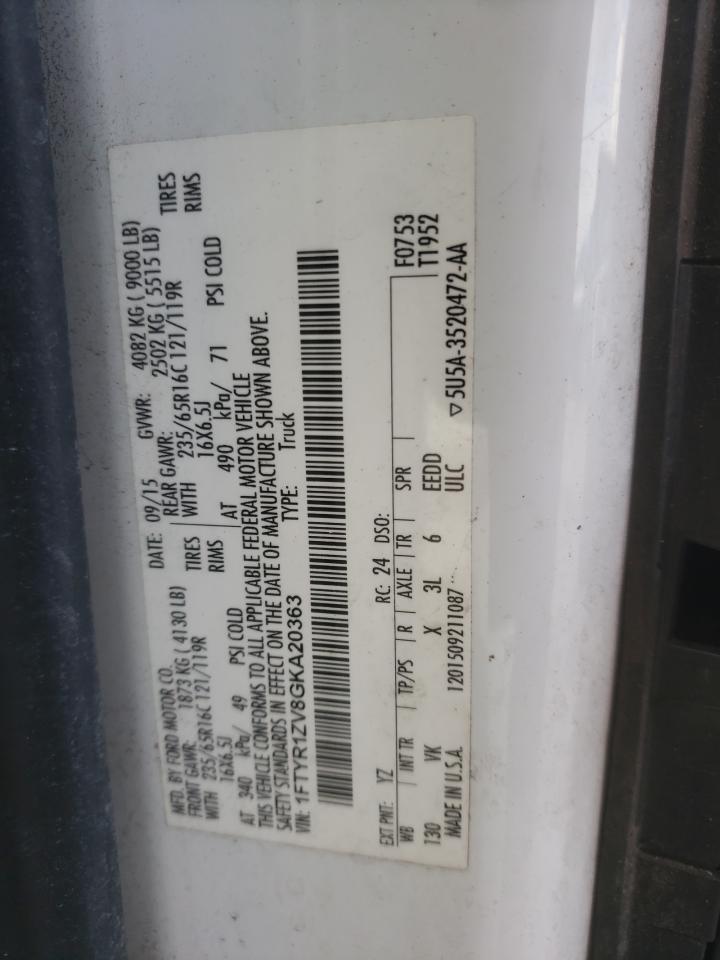 MFD. BY FORD MOTOR CO.
DATE: 09/15 GVWR: 4082 KG ( 9000 LB)
FRONT GAWR: 1873 KG ( 4130 LB) REAR GAWR: 2502 KG ( 5515 LB)
WITH 235/65R16C 121/119R TIRES WITH 235/65R16C 121/119R TIRES
16X6.5J RIMS 16X6.5J RIMS
AT 340 kPa/ 49 PSI COLD AT 490 kPa/ 71 PSI COLD
THIS VEHICLE CONFORMS TO ALL APPLICABLE FEDERAL MOTOR VEHICLE
SAFETY STANDARDS IN EFFECT ON THE DATE OF MANUFACTURE SHOWN ABOVE.
VIN: 1FTYR1ZV8GKA20363 TYPE: Truck
EXT PNT: YZ RC: 24 DSO: F0753
WB INT TR TP/PS R AXLE TR SPR T1952
130 VK X 3L 6 EEDD
MADE IN U.S.A. 1201509211087 ULC ▽5U5A-3520472-AA